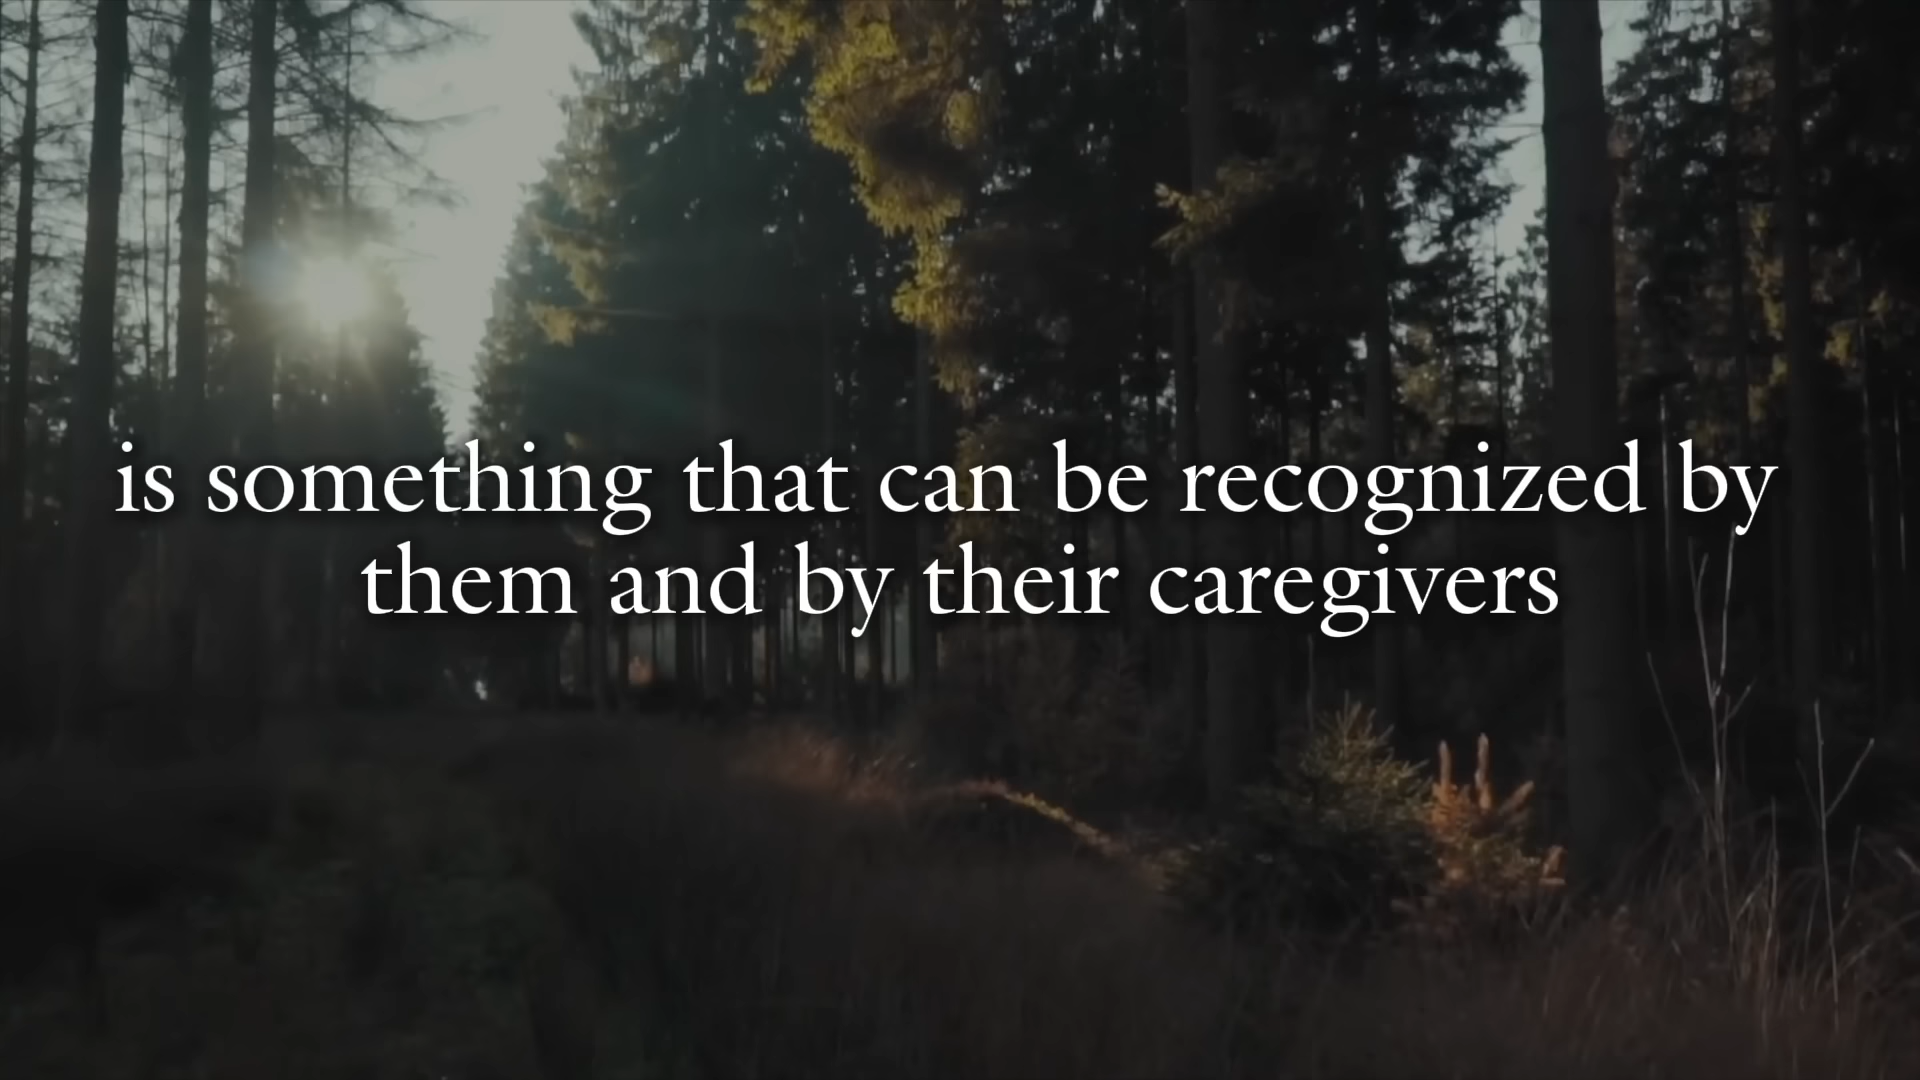 is something that can be recognized by
them and by their caregivers